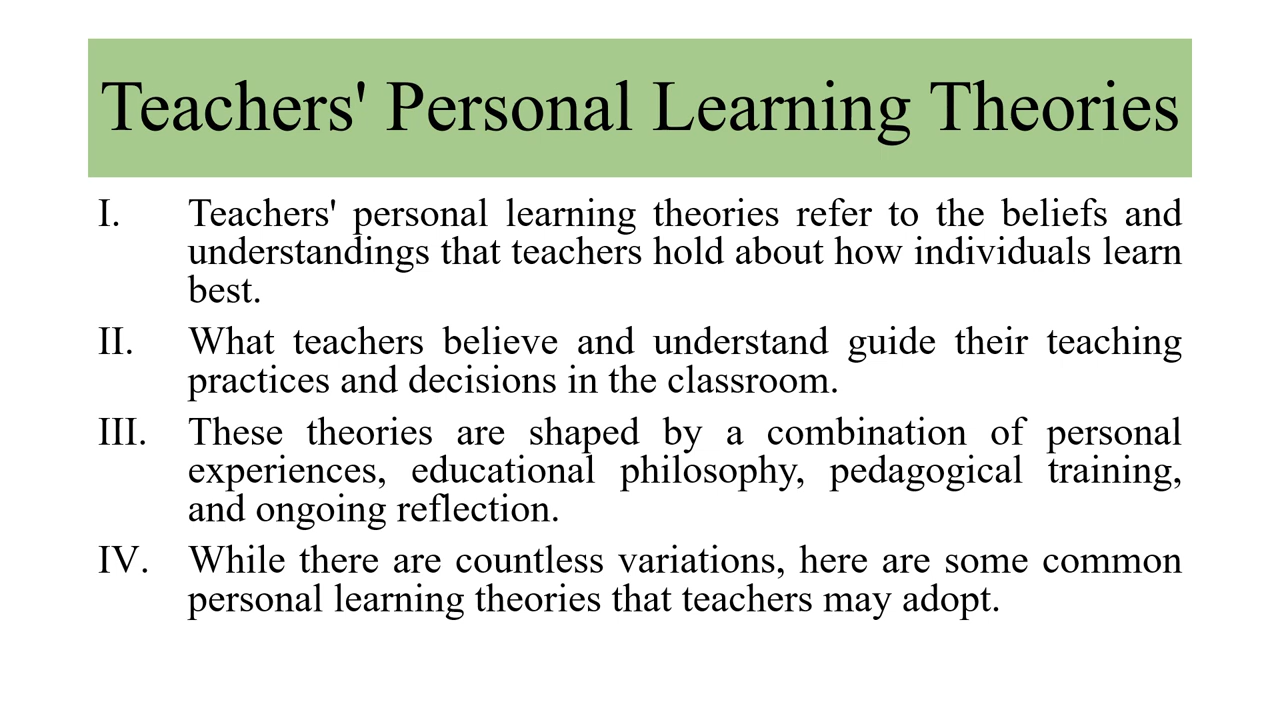 Teachers' Personal Learning Theories
I. Teachers' personal learning theories refer to the beliefs and
understandings that teachers hold about how individuals learn
best.
II. What teachers believe and understand guide their teaching
practices and decisions in the classroom.
III. These theories are shaped by a combination of personal
experiences, educational philosophy, pedagogical training,
and ongoing reflection.
IV. While there are countless variations, here are some common
personal learning theories that teachers may adopt.